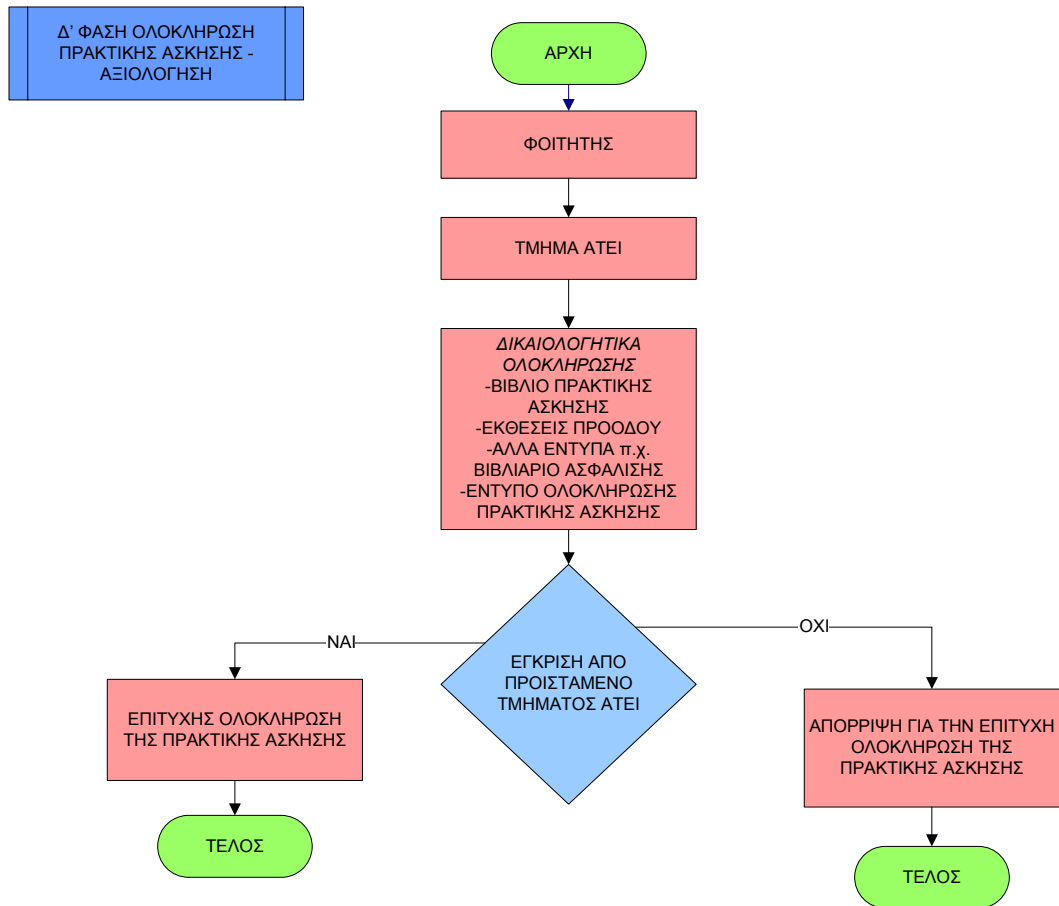 Δ' ΦΑΣΗ ΟΛΟΚΛΗΡΩΣΗ
ΠΡΑΚΤΙΚΗΣ ΑΣΚΗΣΗΣ -
ΑΞΙΟΛΟΓΗΣΗ
ΑΡΧΗ
ΦΟΙΤΗΤΗΣ
ΤΜΗΜΑ ΑΤΕΙ
ΔΙΚΑΙΟΛΟΓΗΤΙΚΑ
ΟΛΟΚΛΗΡΩΣΗΣ
-ΒΙΒΛΙΟ ΠΡΑΚΤΙΚΗΣ
ΑΣΚΗΣΗΣ
-ΕΚΘΕΣΕΙΣ ΠΡΟΟΔΟΥ
-ΑΛΛΑ ΕΝΤΥΠΑ π.χ.
ΒΙΒΛΙΑΡΙΟ ΑΣΦΑΛΙΣΗΣ
-ΕΝΤΥΠΟ ΟΛΟΚΛΗΡΩΣΗΣ
ΠΡΑΚΤΙΚΗΣ ΑΣΚΗΣΗΣ
ΕΓΚΡΙΣΗ ΑΠΟ
ΠΡΟΙΣΤΑΜΕΝΟ
ΤΜΗΜΑΤΟΣ ΑΤΕΙ
ΝΑΙ
ΕΠΙΤΥΧΗΣ ΟΛΟΚΛΗΡΩΣΗ
ΤΗΣ ΠΡΑΚΤΙΚΗΣ ΑΣΚΗΣΗΣ
ΤΕΛΟΣ
ΟΧΙ
ΑΠΟΡΡΙΨΗ ΓΙΑ ΤΗΝ ΕΠΙΤΥΧΗ
ΟΛΟΚΛΗΡΩΣΗ ΤΗΣ
ΠΡΑΚΤΙΚΗΣ ΑΣΚΗΣΗΣ
ΤΕΛΟΣ